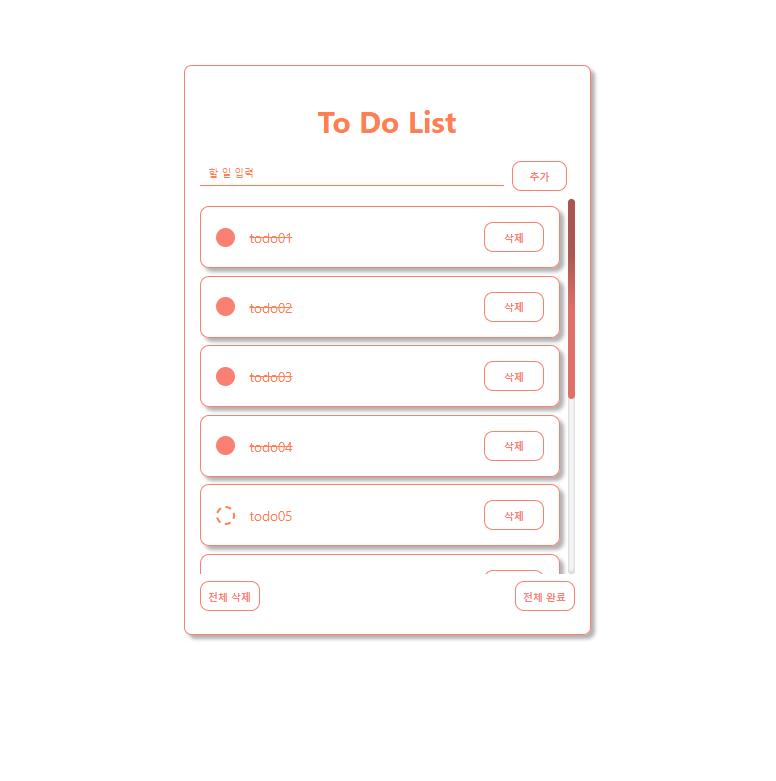 To Do List
할 일 입력 추가
todo01 삭제
todo02 삭제
todo03 삭제
todo04 삭제
todo05 삭제
전체 삭제 전체 완료